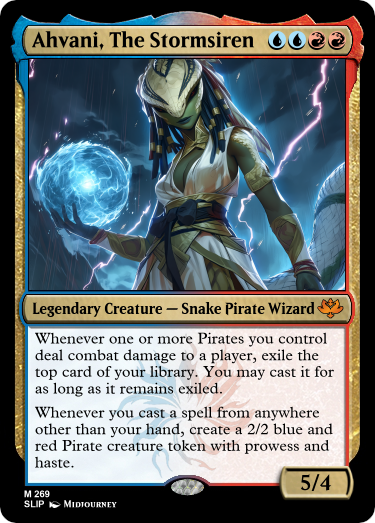 Ahvani, The Stormsiren
Legendary Creature — Snake Pirate Wizard
Whenever one or more Pirates you control
deal combat damage to a player, exile the
top card of your library. You may cast it for
as long as it remains exiled.
Whenever you cast a spell from anywhere
other than your hand, create a 2/2 blue and
red Pirate creature token with prowess and
haste.
5/4
M 269
SLIP Midjourney